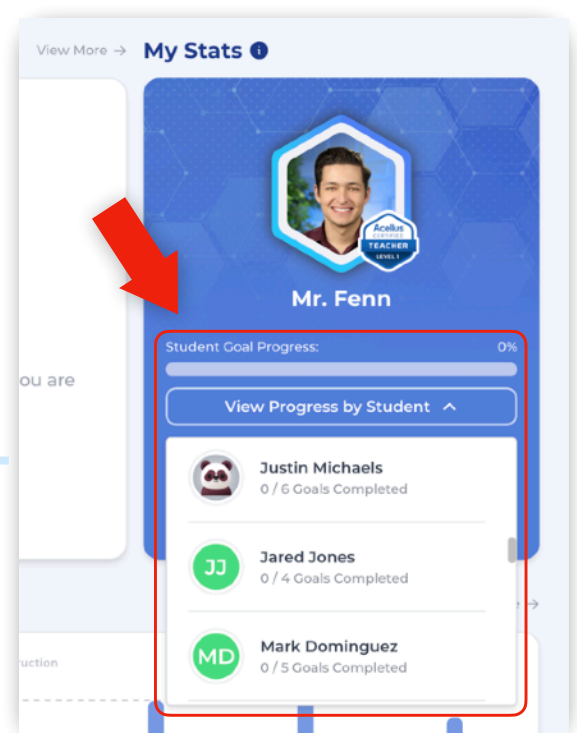 View More →
My Stats
ou are
Acellus
CERTIFIED
TEACHER
LEVEL 1
Mr. Fenn
Student Goal Progress: 0%
View Progress by Student
Justin Michaels
0 / 6 Goals Completed
JJ
Jared Jones
0 / 4 Goals Completed
MD
Mark Dominguez
0 / 5 Goals Completed
e →
ruction